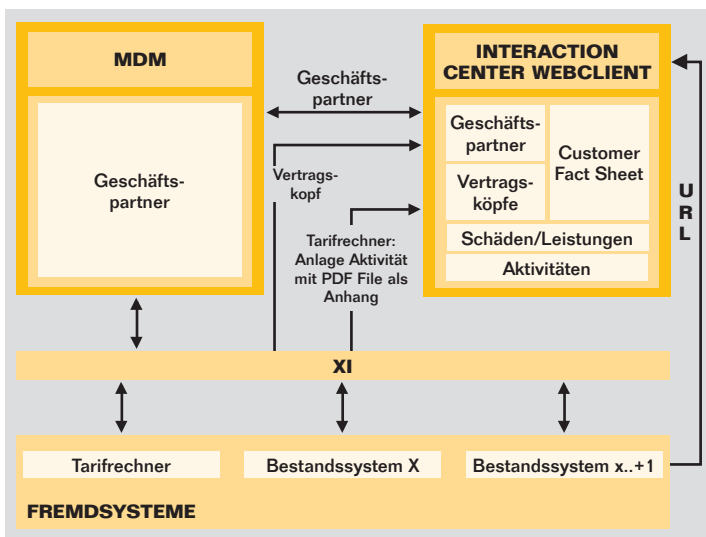 MDM
Geschäfts-
partner
Geschäfts-
partner
Vertrags-
kopf
Tarifrechner:
Anlage Aktivität
mit PDF File als
Anhang
INTERACTION
CENTER WEBCLIENT
Geschäfts-
partner
Vertrags-
köpfe
Customer
Fact Sheet
Schäden/Leistungen
Aktivitäten
URL
XI
Tarifrechner
Bestandssystem X
Bestandssystem x..+1
FREMDSYSTEME